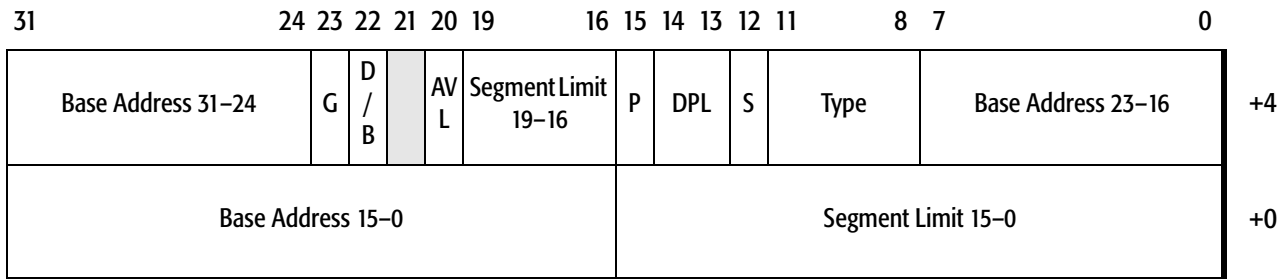 31 24 23 22 21 20 19 16 15 14 13 12 11 8 7 0
Base Address 31–24 G D/B AVL Segment Limit 19–16 P DPL S Type Base Address 23–16 +4
Base Address 15–0 Segment Limit 15–0 +0